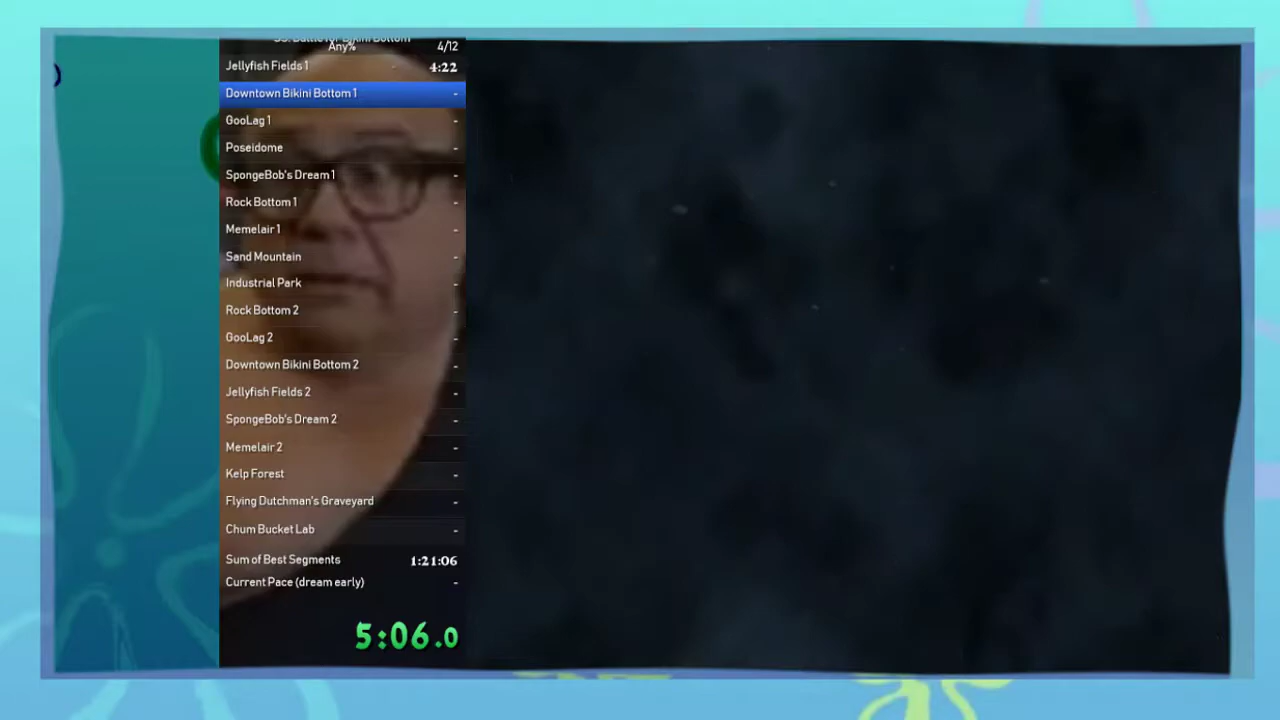 Any% 4/12
Jellyfish Fields 1 - 4:22
Downtown Bikini Bottom 1 -
GooLag 1 -
Poseidome -
SpongeBob's Dream 1 -
Rock Bottom 1 -
Memelair 1 -
Sand Mountain -
Industrial Park -
Rock Bottom 2 -
GooLag 2 -
Downtown Bikini Bottom 2 -
Jellyfish Fields 2 -
SpongeBob's Dream 2 -
Memelair 2 -
Kelp Forest -
Flying Dutchman's Graveyard -
Chum Bucket Lab -
Sum of Best Segments 1:21:06
Current Pace (dream early) -
5:06.0